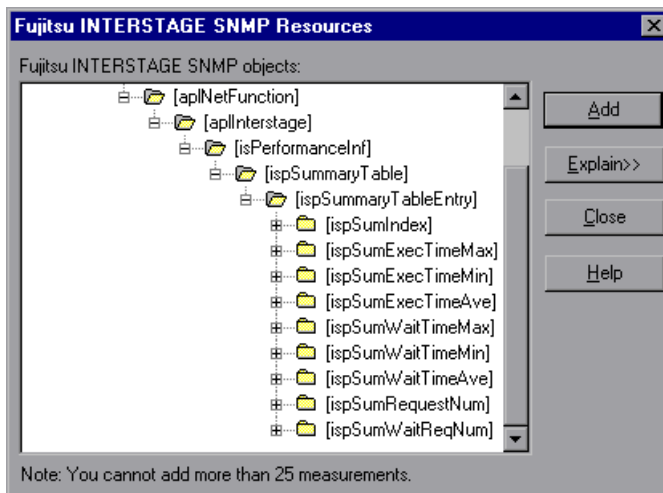 Fujitsu INTERSTAGE SNMP Resources
Fujitsu INTERSTAGE SNMP objects:
[aplNetFunction]
[aplInterstage]
[isPerformanceInf]
[ispSummaryTable]
[ispSummaryTableEntry]
[ispSumIndex]
[ispSumExecTimeMax]
[ispSumExecTimeMin]
[ispSumExecTimeAve]
[ispSumWaitTimeMax]
[ispSumWaitTimeMin]
[ispSumWaitTimeAve]
[ispSumRequestNum]
[ispSumWaitReqNum]
Add
Explain>>
Close
Help
Note: You cannot add more than 25 measurements.